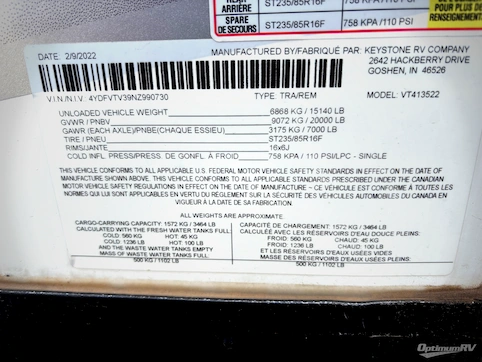 REAR
ARRIÈRE ST235/85R16F 758 KPA/110 PSI
SPARE ST235/85R16F 758 KPA / 110 PSI
DE SECOURS
POUR PLUS DE
RENSEIGNEMENTS
DATE: 2/9/2022
MANUFACTURED BY/FABRIQUÉ PAR: KEYSTONE RV COMPANY
2642 HACKBERRY DRIVE
GOSHEN, IN 46526
V.I.N./N.I.V: 4YDFVTV39NZ990730 TYPE: TRA/REM MODEL: VT413522
UNLOADED VEHICLE WEIGHT 6868 KG / 15140 LB
GVWR / PNBV 9072 KG / 20000 LB
GAWR (EACH AXLE)/PNBE(CHAQUE ESSIEU) 3175 KG / 7000 LB
TIRE / PNEU ST235/85R16F
RIMS/JANTE 16x6J
COLD INFL. PRESS/PRESS. DE GONFL. À FROID 758 KPA / 110 PSI/LPC - SINGLE
THIS VEHICLE CONFORMS TO ALL APPLICABLE U.S. FEDERAL MOTOR VEHICLE SAFETY STANDARDS IN EFFECT
THIS VEHICLE CONFORMS TO ALL APPLICABLE STANDARDS PRESCRIBED UNDER THE CANADIAN
MOTOR VEHICLE SAFETY REGULATIONS IN EFFECT ON THE DATE OF MANUFACTURE / CE VÉHICULE EST CONFORME À TOUTES LES
NORMES QUI LUI SONT APPLICABLES EN VERTU DU RÈGLEMENT SUR LA SÉCURITÉ DES VÉHICULES AUTOMOBILES DU CANADA EN
VIGUEUR À LA DATE DE SA FABRICATION
ALL WEIGHTS ARE APPROXIMATE.
CARGO-CARRYING CAPACITY: 1572 KG / 3464 LB CAPACITÉ DE CHARGEMENT: 1572 KG / 3464 LB
CALCULATED WITH THE FRESH WATER TANKS FULL CALCULÉE AVEC LES RÉSERVOIRS D'EAU DOUCE PLEINS
COLD: 560 KG HOT: 45 KG FROID: 560 KG CHAUD: 45 KG
COLD: 1236 LB HOT: 100 LB FROID: 1236 LB CHAUD: 100 LB
AND THE WASTE WATER TANKS EMPTY ET LES RÉSERVOIRS D'EAUX USÉES VIDES
MASS OF WASTE WATER TANKS FULL MASSE DES RÉSERVOIRS D'EAUX USÉES PLEINS
500 KG / 1102 LB 500 KG / 1102 LB
OptimumRV